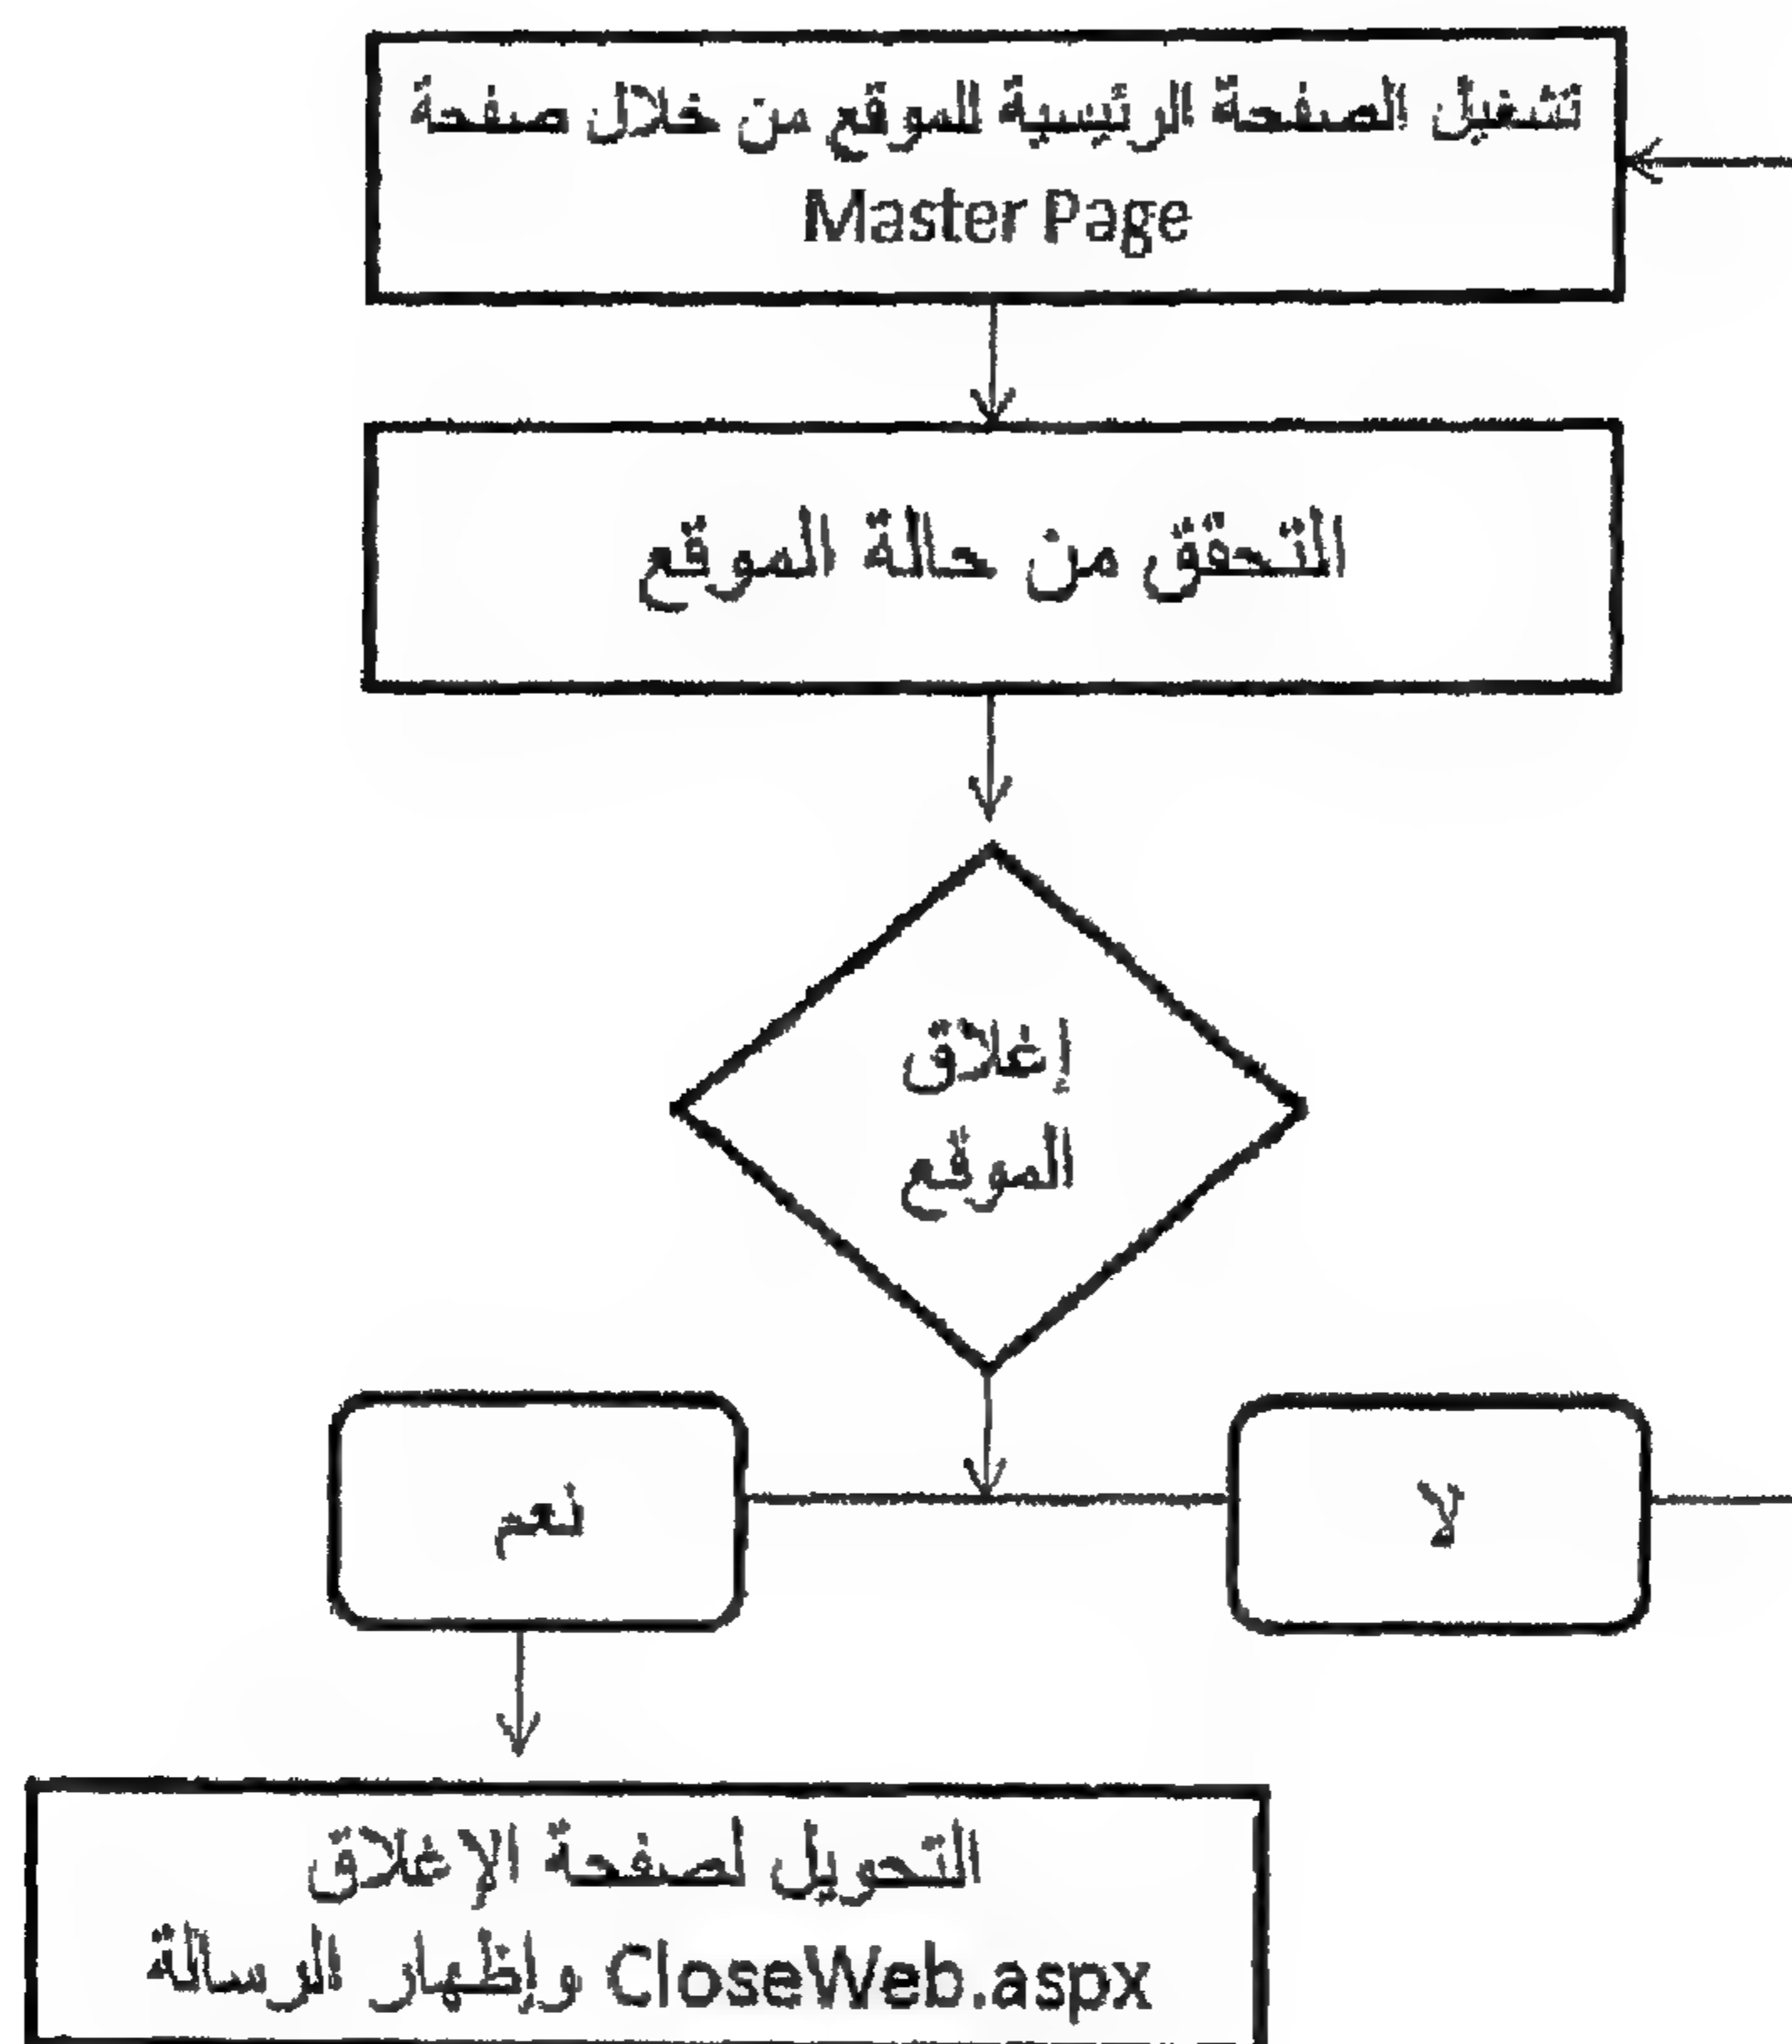 تشغيل الصفحة الرئيسية للموقع من خلال صفحة
Master Page
التحقق من حالة الموقع
إغلاق
الموقع
لا
نعم
التحويل لصفحة الإغلاق
CloseWeb.aspx وإظهار الرسالة